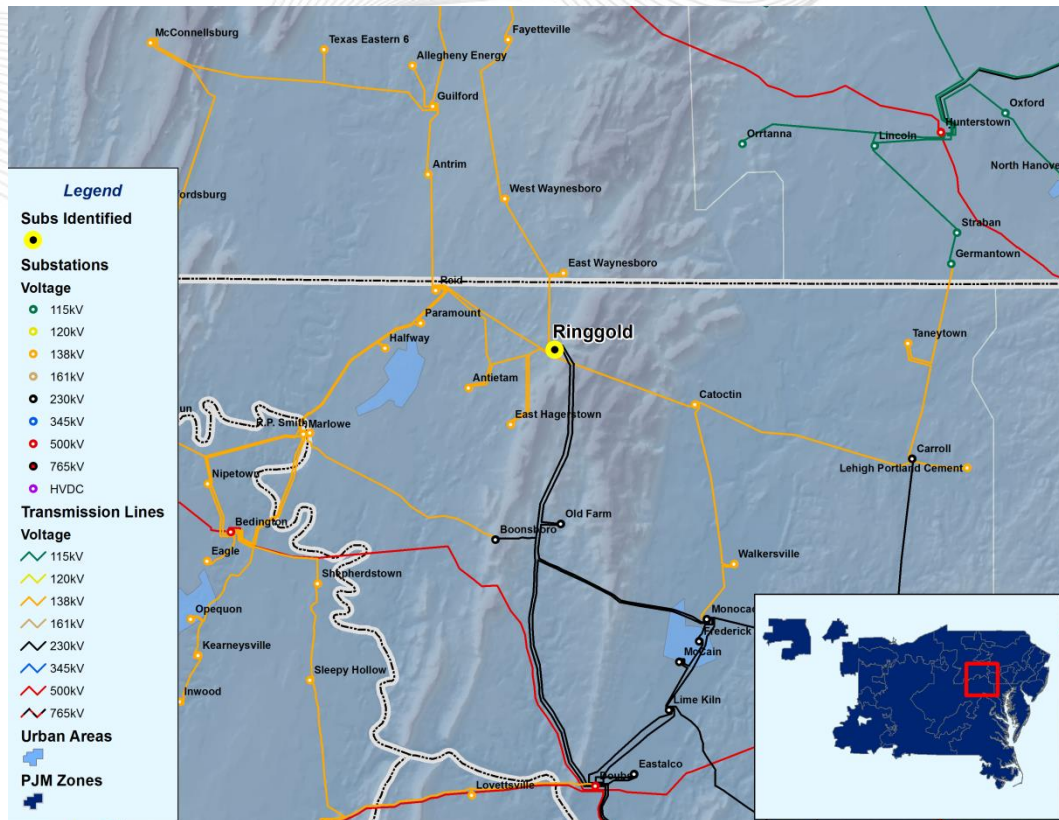 McConnellsburg
Texas Eastern 6
Allegheny Energy
Fayetteville
Guilford
Antrim
West Waynesboro
East Waynesboro
Orrtanna
Lincoln
Hunterstown
Oxford
North Hanove
Straban
Germantown
fordsburg
Reid
Paramount
Halfway
Ringgold
Antietam
East Hagerstown
Catoctin
Taneytown
Carroll
Lehigh Portland Cement
un
R.P. Smith
Marlowe
Nipetown
Bedington
Eagle
Shepherdstown
Opequon
Kearneysville
Inwood
Sleepy Hollow
Boonsboro
Old Farm
Walkersville
Monocac
Frederick
McCain
Lime Kiln
Doubs
Eastalco
Lovettsville
Legend
Subs Identified
Substations
Voltage
115kV
120kV
138kV
161kV
230kV
345kV
500kV
765kV
HVDC
Transmission Lines
Voltage
115kV
120kV
138kV
161kV
230kV
345kV
500kV
765kV
Urban Areas
PJM Zones